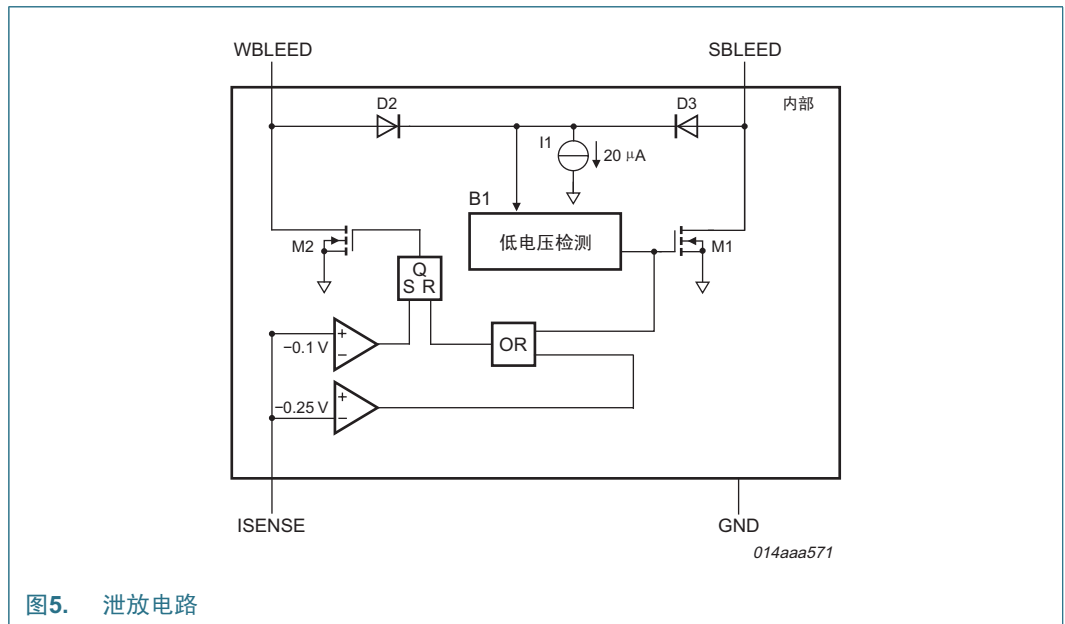 WBLEED
SBLEED
内部
D2
D3
I1
20 μA
B1
低电压检测
M2
M1
Q
S R
+
−0.1 V
−
OR
+
−0.25 V
−
ISENSE
GND
014aaa571
图5. 泄放电路